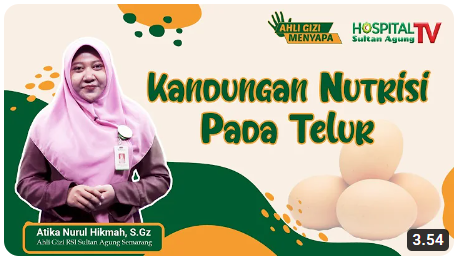 AHLI GIZI
MENYAPA
HOSPITAL TV
Sultan Agung
KANDUNGAN NUTRISI
PADA TELUR
Atika Nurul Hikmah, S.Gz
Ahli Gizi RSI Sultan Agung Semarang
3.54